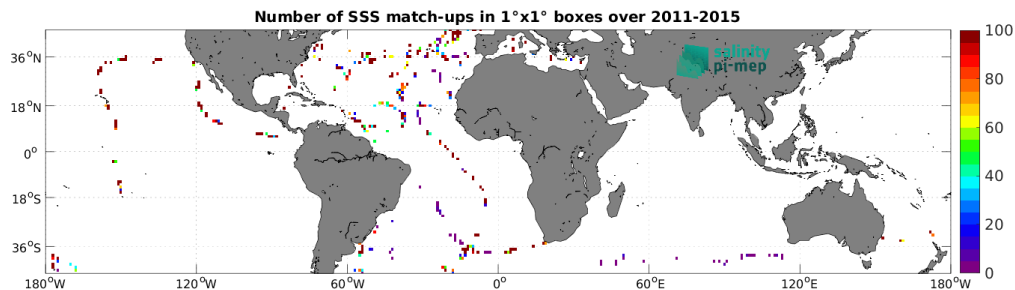 Number of SSS match-ups in 1°x1° boxes over 2011-2015
salinity
pi-mep
36°N
18°N
0°
18°S
36°S
180°W 120°W 60°W 0° 60°E 120°E 180°W
100
80
60
40
20
0